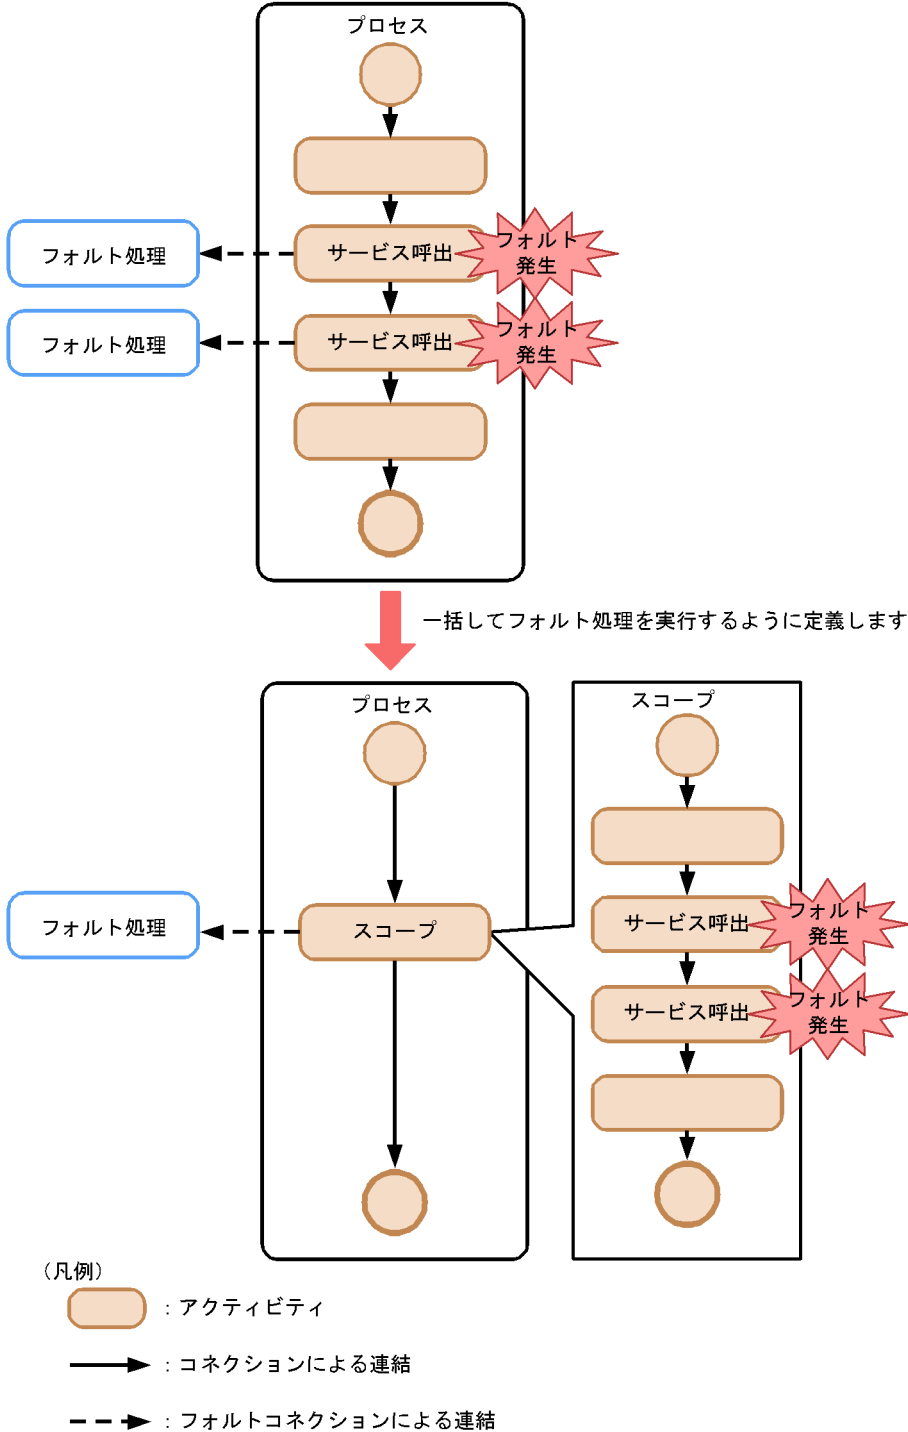 プロセス
フォルト処理
サービス呼出
フォルト
発生
フォルト処理
サービス呼出
フォルト
発生
一括してフォルト処理を実行するように定義します
プロセス
スコープ
フォルト処理
スコープ
サービス呼出
フォルト
発生
サービス呼出
フォルト
発生
(凡例)
:アクティビティ
:コネクションによる連結
:フォルトコネクションによる連結